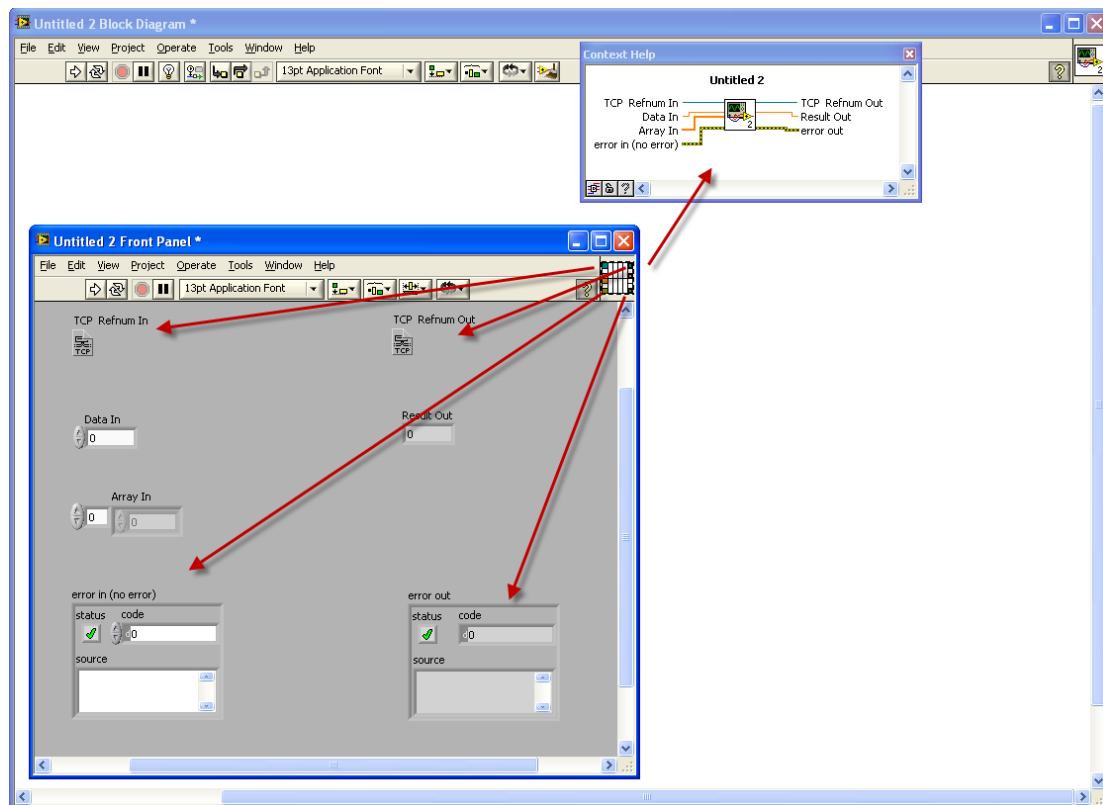 Untitled 2 Block Diagram *
File Edit View Project Operate Tools Window Help
13pt Application Font
2
Context Help
Untitled 2
TCP Refnum In
TCP Refnum Out
Data In
Result Out
Array In
error out
error in (no error)
2
Untitled 2 Front Panel *
File Edit View Project Operate Tools Window Help
13pt Application Font
TCP Refnum In
TCP Refnum Out
TCP
TCP
Data In
Result Out
0
0
Array In
0
0
error in (no error)
error out
status code
status code
0
0
source
source